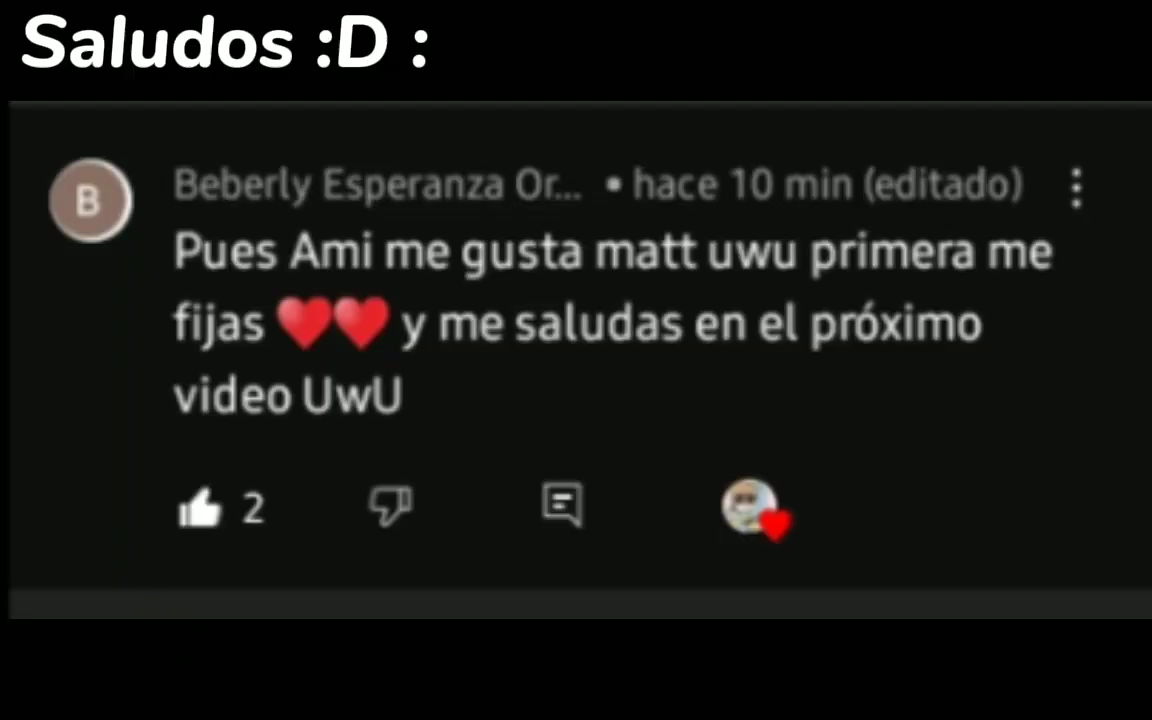 Saludos :D :
B
Beberly Esperanza Or... • hace 10 min (editado)
Pues Ami me gusta matt uwu primera me
fijas ❤️❤️ y me saludas en el próximo
video UwU
2